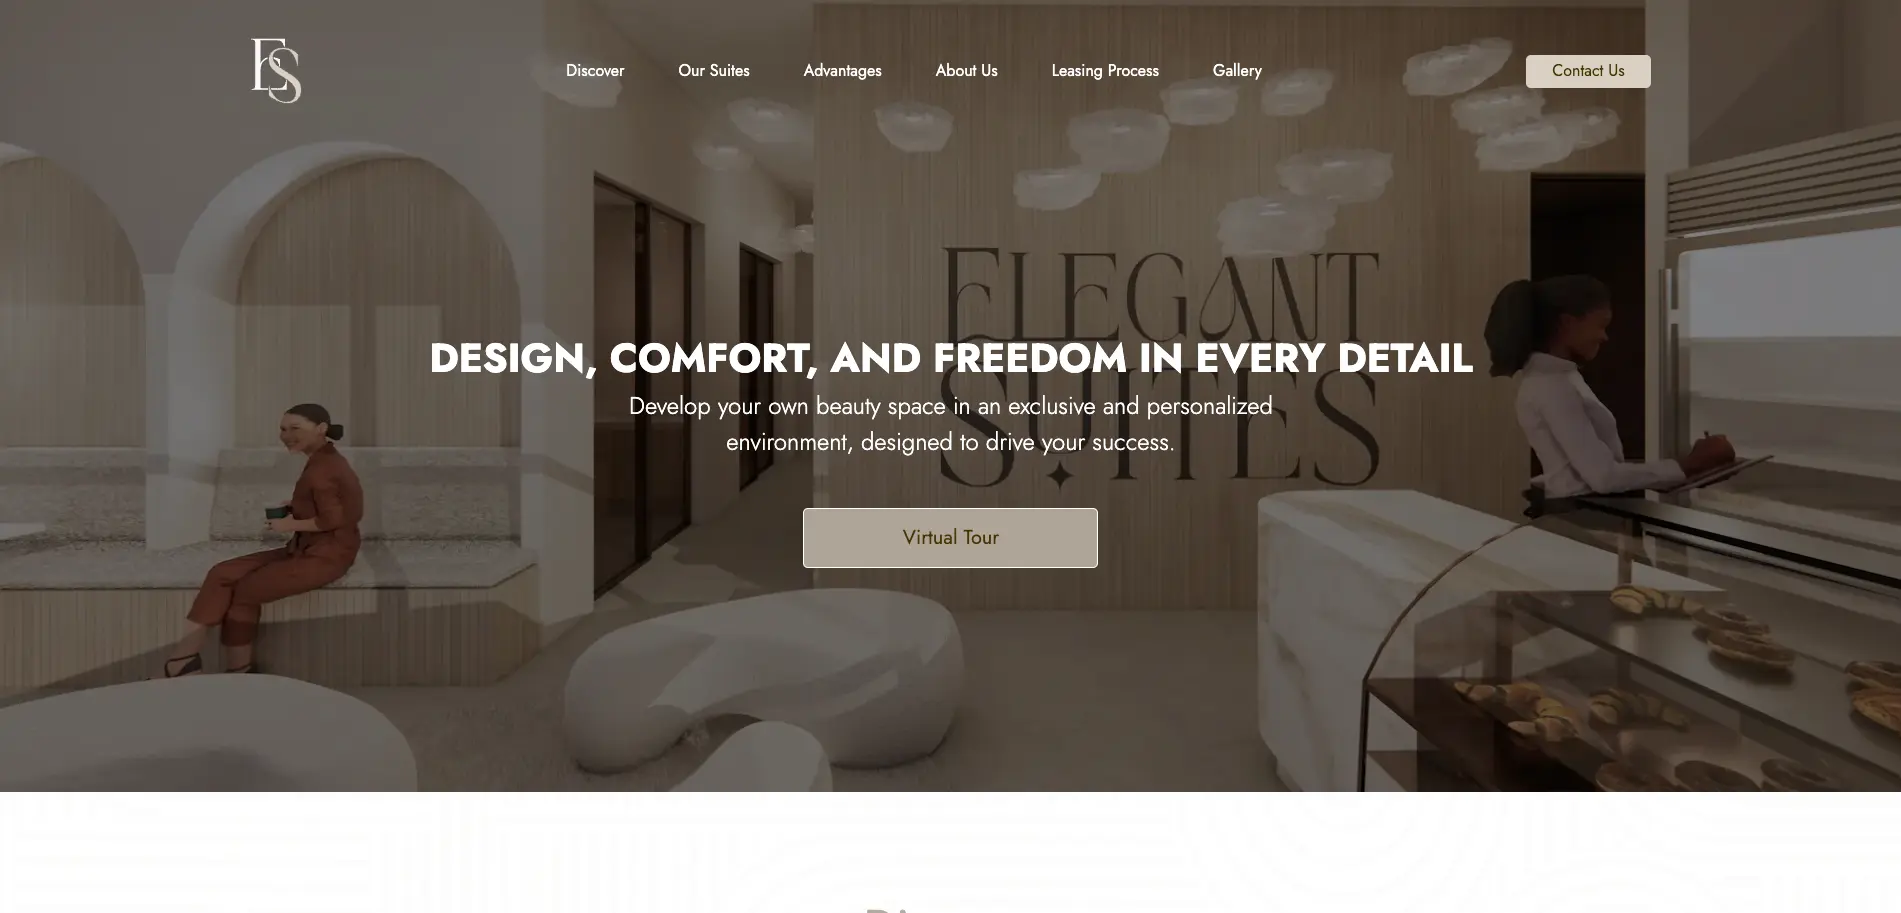 ES
Discover
Our Suites
Advantages
About Us
Leasing Process
Gallery
Contact Us
ELEGANT
SUITES
DESIGN, COMFORT, AND FREEDOM IN EVERY DETAIL
Develop your own beauty space in an exclusive and personalized
environment, designed to drive your success.
Virtual Tour